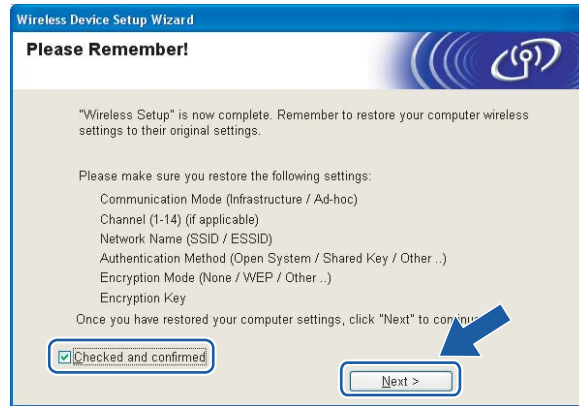 Wireless Device Setup Wizard
Please Remember!
"Wireless Setup" is now complete. Remember to restore your computer wireless
settings to their original settings.
Please make sure you restore the following settings:
Communication Mode (Infrastructure / Ad-hoc)
Channel (1-14) (if applicable)
Network Name (SSID / ESSID)
Authentication Method (Open System / Shared Key / Other ..)
Encryption Mode (None / WEP / Other ..)
Encryption Key
Once you have restored your computer settings, click "Next" to continue
Checked and confirmed
Next >